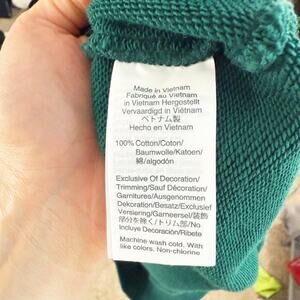 Made in Vietnam
Fabriqué au Vietnam
in Vietnam Hergestellt
Vervaardigd in Viëtnam
ベトナム製
Hecho en Vietnam
100% Cotton/Coton/
Baumwolle/Katoen/
綿/algodón
Exclusive Of Decoration/
Trimming/Sauf Décoration/
Garnitures/Ausgenommen
Dekoration/Besatz/Exclusief
Versiering/Garneersel/装飾
部分を除く/トリム部/No
Incluye Decoración/Ribete
Machine wash cold. With
like colors. Non-chlorine